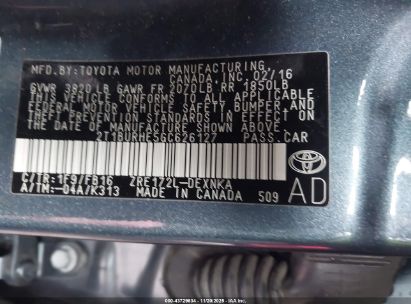 MFD.BY:TOYOTA MOTOR MANUFACTURING,
CANADA,INC. 02/16
GVWR 3820 LB GAWR FR 2070LB RR 1850LB
THIS VEHICLE CONFORMS TO ALL APPLICABLE
FEDERAL MOTOR VEHICLE SAFETY, BUMPER, AND
THEFT PREVENTION STANDARDS IN EFFECT ON
THE DATE OF MANUFACTURE SHOWN ABOVE.
2T1BURHE5GC626127 PASS.CAR
C/TR:1F9/FB16 ZRE172L-DEXNKA
A/TM:-04A/K313 MADE IN CANADA 509
TOYOTA
AD